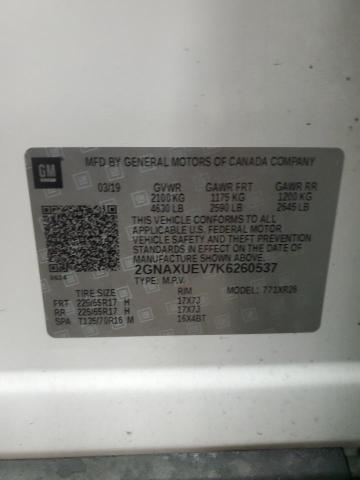 GM
MFD BY GENERAL MOTORS OF CANADA COMPANY
03/19 GVWR GAWR FRT GAWR RR
2100 KG 1175 KG 1200 KG
4630 LB 2590 LB 2645 LB
THIS VEHICLE CONFORMS TO ALL
APPLICABLE U.S. FEDERAL MOTOR
VEHICLE SAFETY AND THEFT PREVENTION
STANDARDS IN EFFECT ON THE DATE OF
MANUFACTURE SHOWN ABOVE.
2GNAXUEV7K6260537
TYPE: M.P.V. MODEL: 771XR26
TIRE SIZE RIM
FRT 225/65R17 H 17X7J
RR 225/65R17 H 17X7J
SPA T135/70R16 M 16X4BT